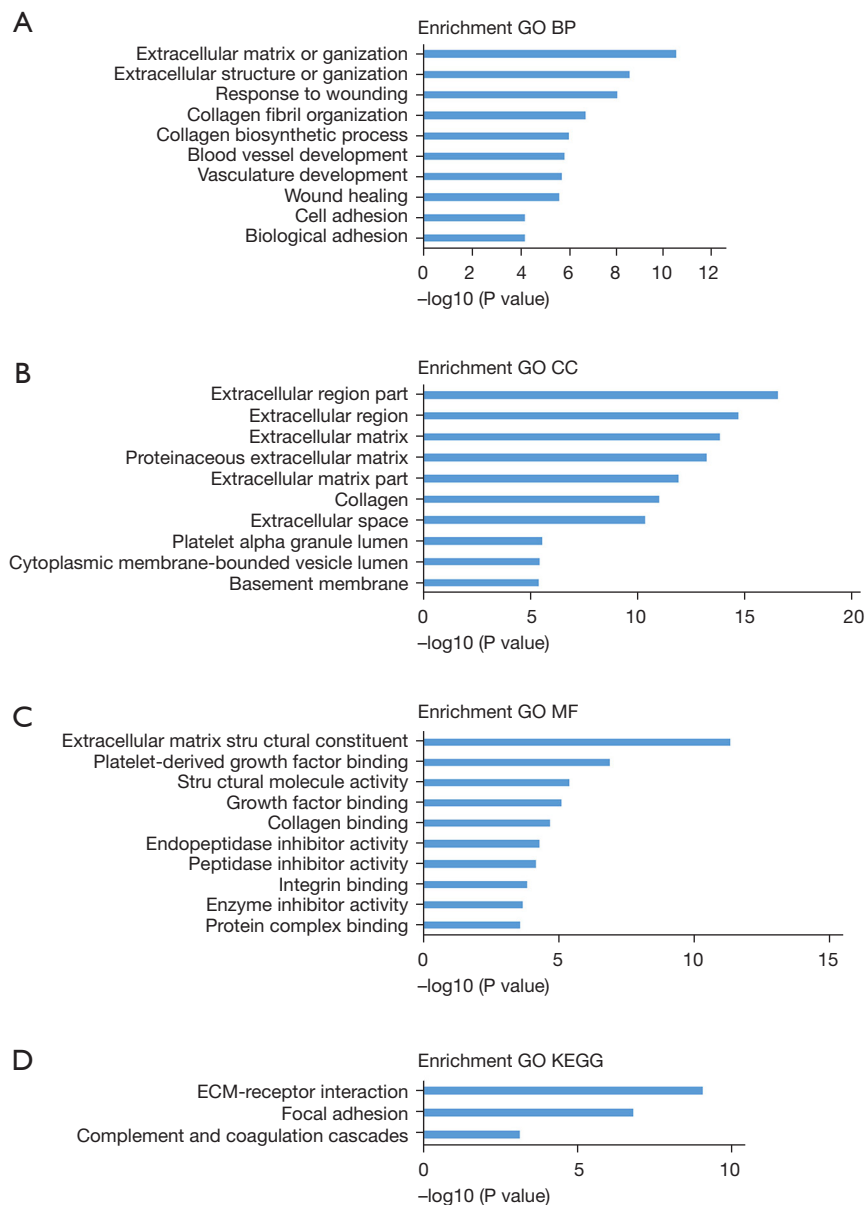 A
Enrichment GO BP
Extracellular matrix or ganization
Extracellular structure or ganization
Response to wounding
Collagen fibril organization
Collagen biosynthetic process
Blood vessel development
Vasculature development
Wound healing
Cell adhesion
Biological adhesion
0 2 4 6 8 10 12
–log10 (P value)
B
Enrichment GO CC
Extracellular region part
Extracellular region
Extracellular matrix
Proteinaceous extracellular matrix
Extracellular matrix part
Collagen
Extracellular space
Platelet alpha granule lumen
Cytoplasmic membrane-bounded vesicle lumen
Basement membrane
0 5 10 15 20
–log10 (P value)
C
Enrichment GO MF
Extracellular matrix stru ctural constituent
Platelet-derived growth factor binding
Stru ctural molecule activity
Growth factor binding
Collagen binding
Endopeptidase inhibitor activity
Peptidase inhibitor activity
Integrin binding
Enzyme inhibitor activity
Protein complex binding
0 5 10 15
–log10 (P value)
D
Enrichment GO KEGG
ECM-receptor interaction
Focal adhesion
Complement and coagulation cascades
0 5 10
–log10 (P value)